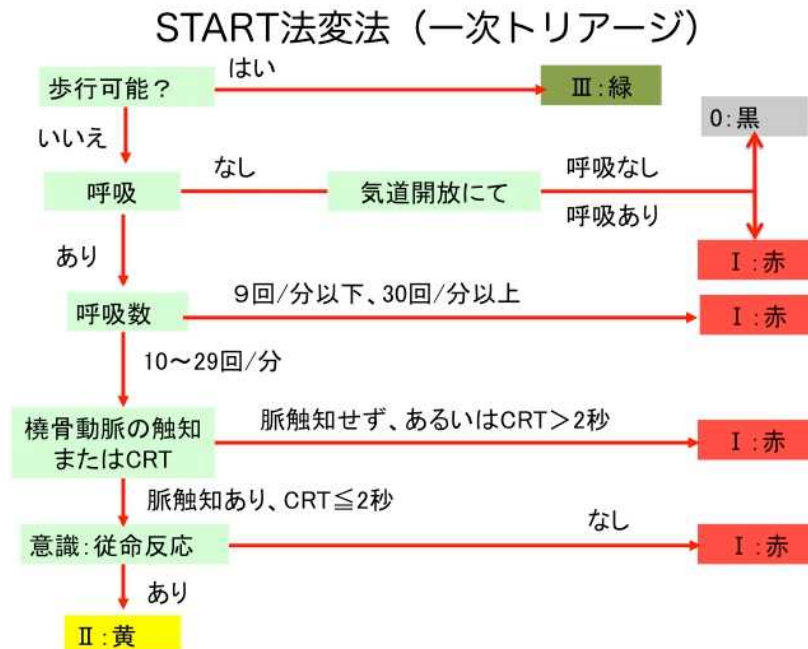 START法変法（一次トリアージ）
歩行可能？
はい
Ⅲ：緑
いいえ
0：黒
呼吸
なし
気道開放にて
呼吸なし
呼吸あり
あり
Ⅰ：赤
呼吸数
9回/分以下、30回/分以上
Ⅰ：赤
10～29回/分
橈骨動脈の触知
またはCRT
脈触知せず、あるいはCRT＞2秒
Ⅰ：赤
脈触知あり、CRT≦2秒
意識：従命反応
なし
Ⅰ：赤
あり
Ⅱ：黄